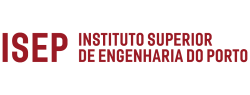 ISEP
INSTITUTO SUPERIOR
DE ENGENHARIA DO PORTO